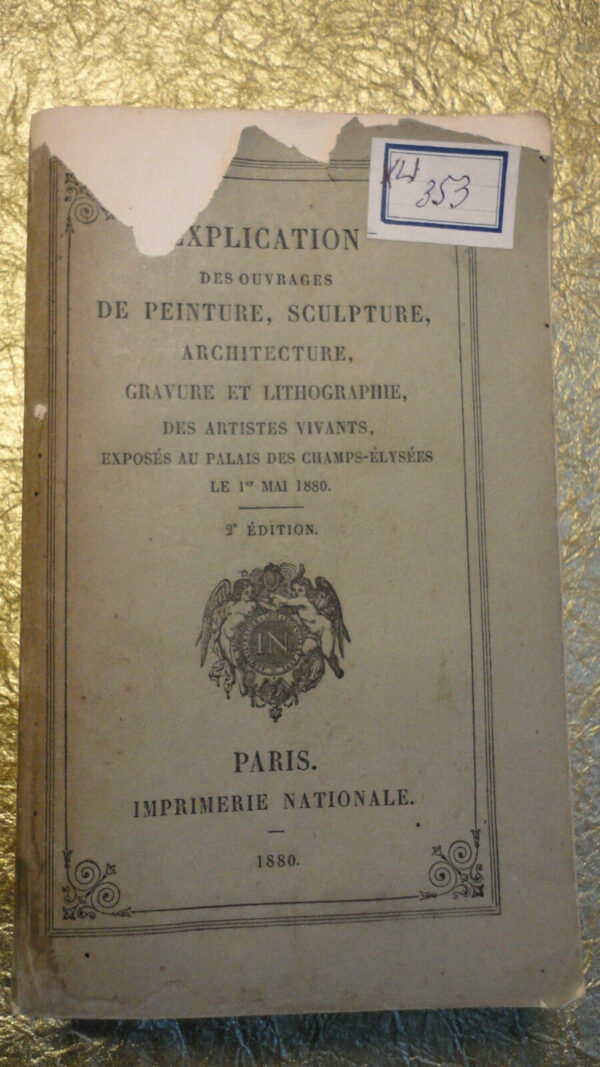 353
EXPLICATION
DES OUVRAGES
DE PEINTURE, SCULPTURE,
ARCHITECTURE,
GRAVURE ET LITHOGRAPHIE,
DES ARTISTES VIVANTS,
EXPOSÉS AU PALAIS DES CHAMPS-ÉLYSÉES
LE 1er MAI 1880.
2e ÉDITION.
IN
PARIS.
IMPRIMERIE NATIONALE.
1880.